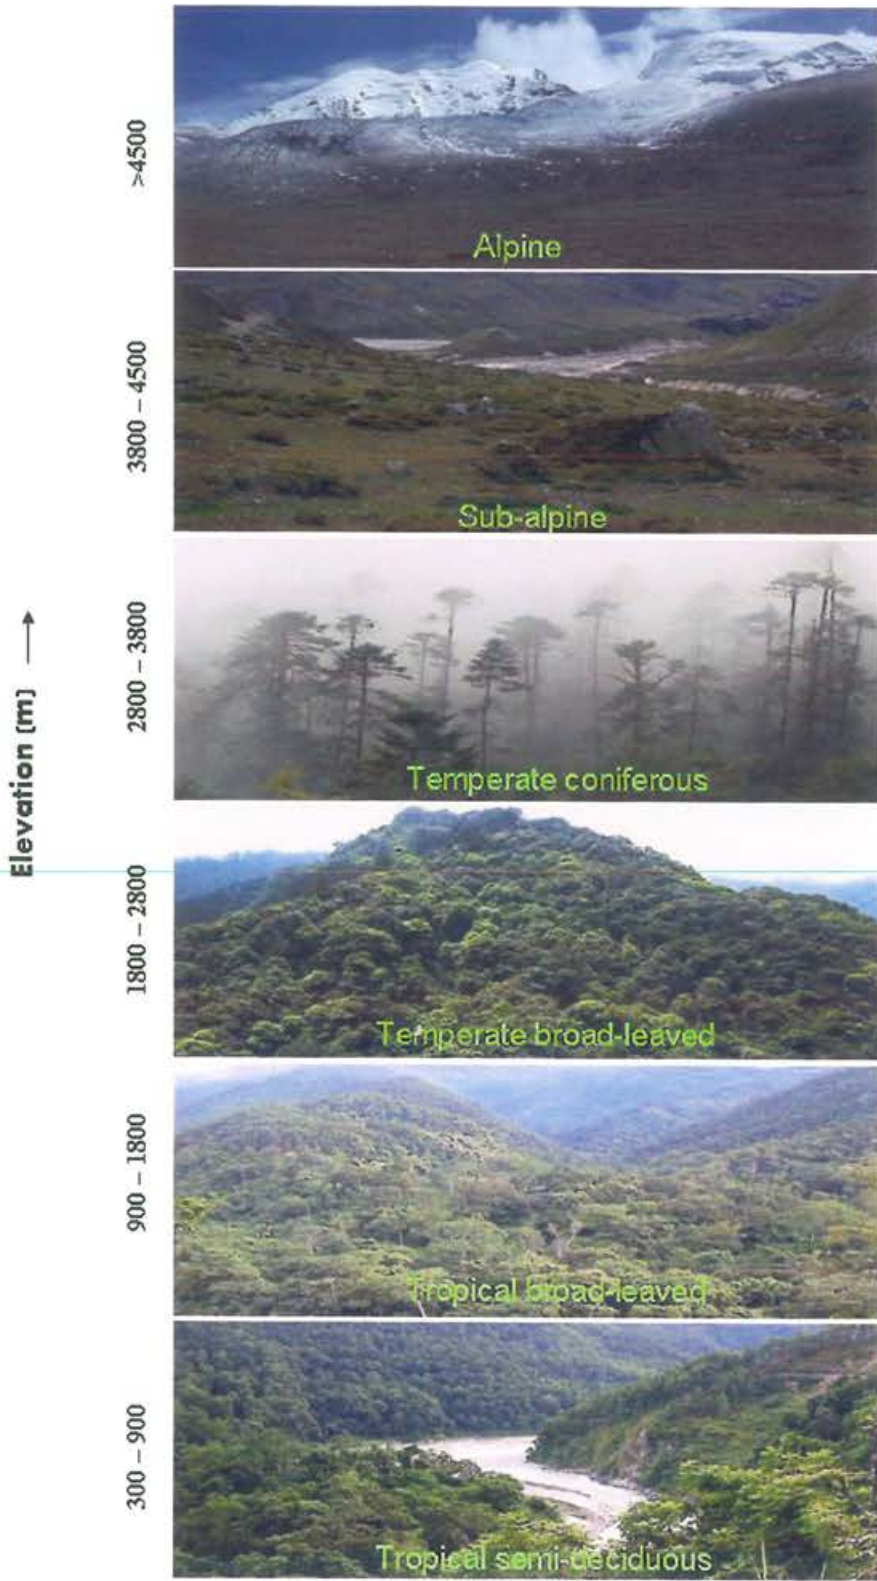 >4500
Alpine
3800 – 4500
Sub-alpine
Elevation (m) →
2800 – 3800
Temperate coniferous
1800 – 2800
Temperate broad-leaved
900 – 1800
Tropical broad-leaved
300 – 900
Tropical semi-deciduous